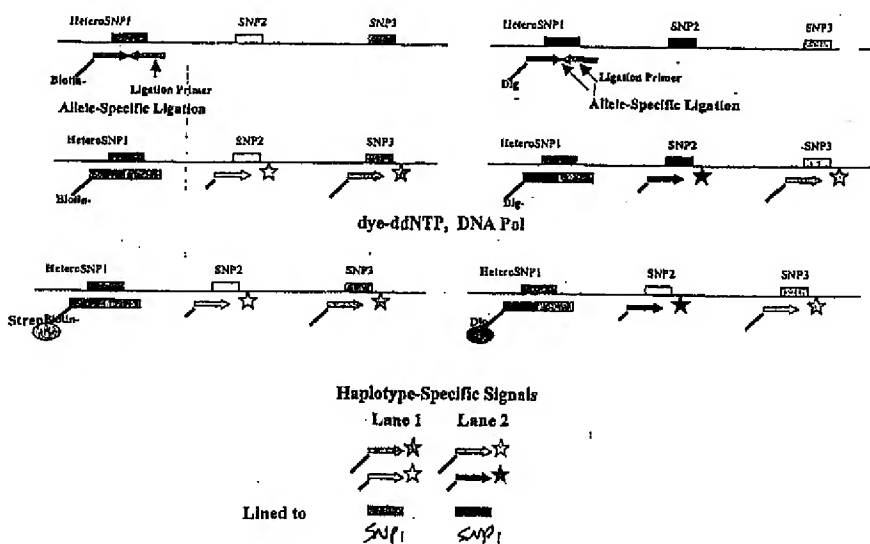 HeteroSNP1 SNP2 SNP3
Biotin- Ligation Primer
Allele-Specific Ligation
HeteroSNP1 SNP2 SNP3
Dig Ligation Primer
Allele-Specific Ligation
HeteroSNP1 SNP2 SNP3
Biotin-
HeteroSNP1 SNP2 SNP3
Dig-
dye-ddNTP, DNA Pol
HeteroSNP1 SNP2 SNP3
StrepBiotin-
HeteroSNP1 SNP2 SNP3
Dig
Haplotype-Specific Signals
Lane 1 Lane 2
Lined to
SNP1 SNP1